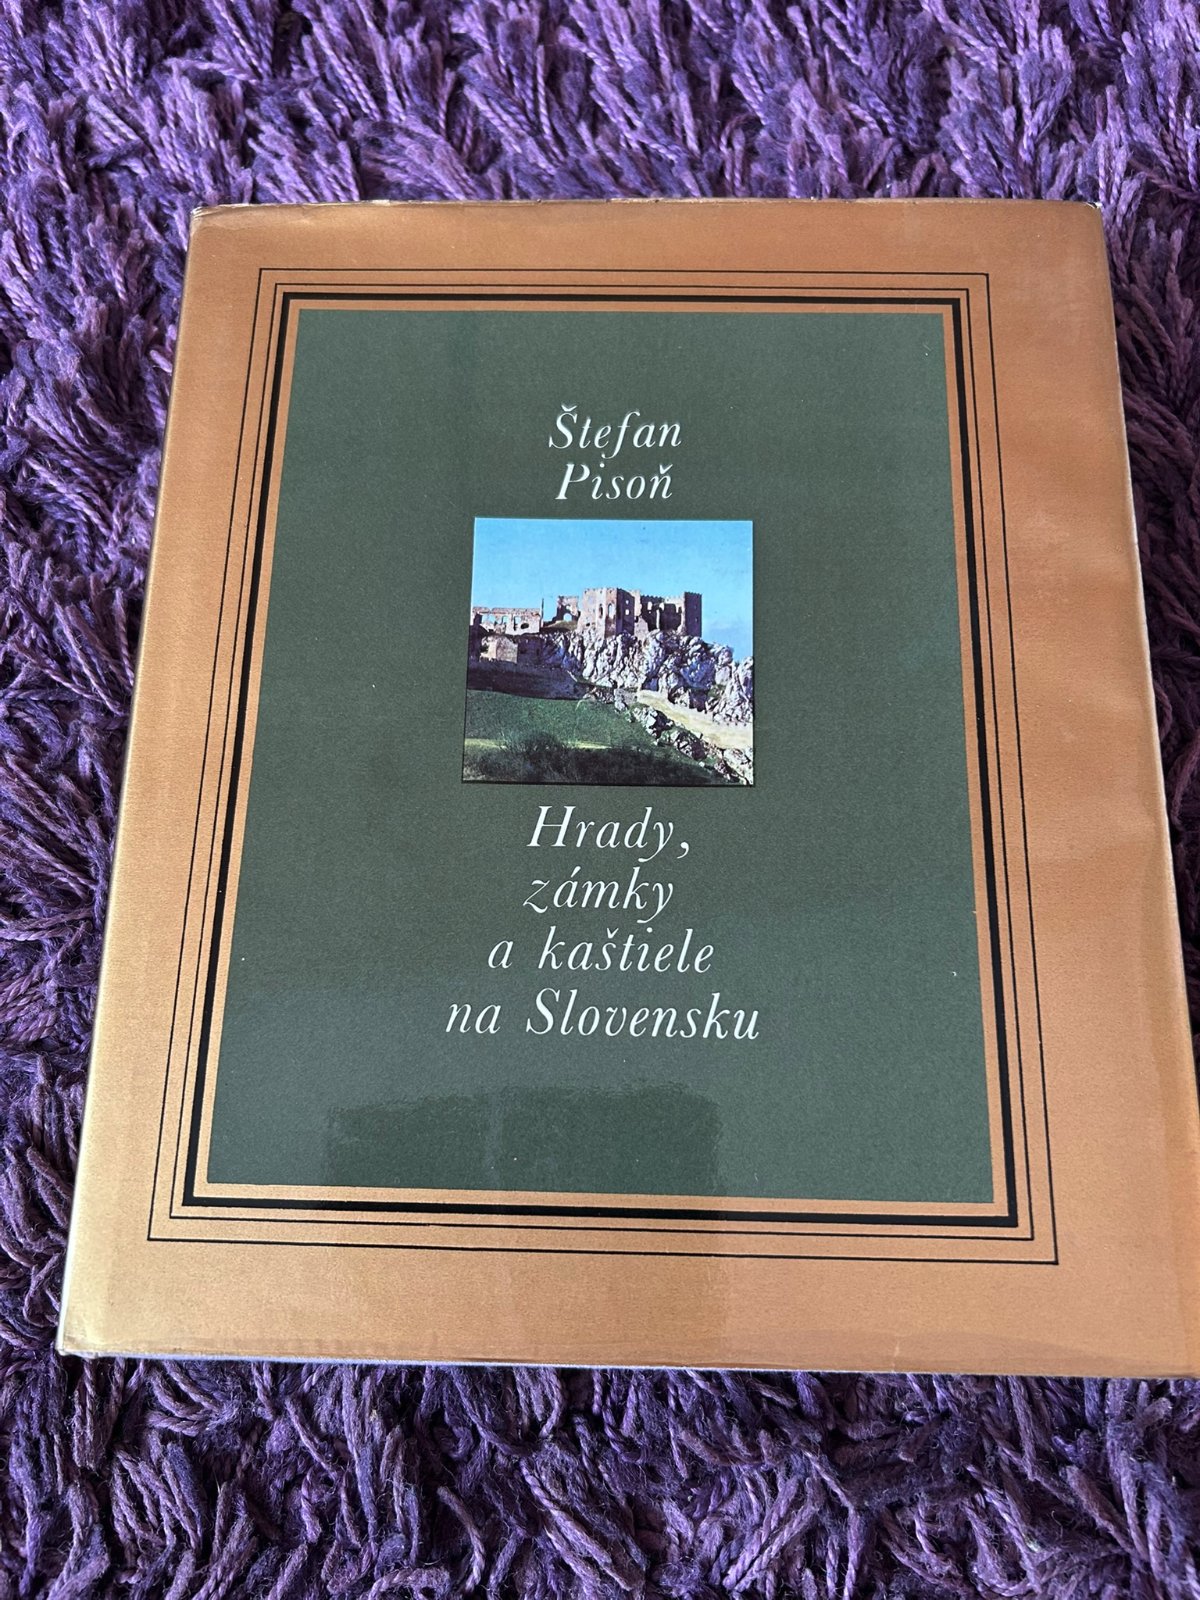 Štefan
Pisoň
Hrady,
zámky
a kaštiele
na Slovensku